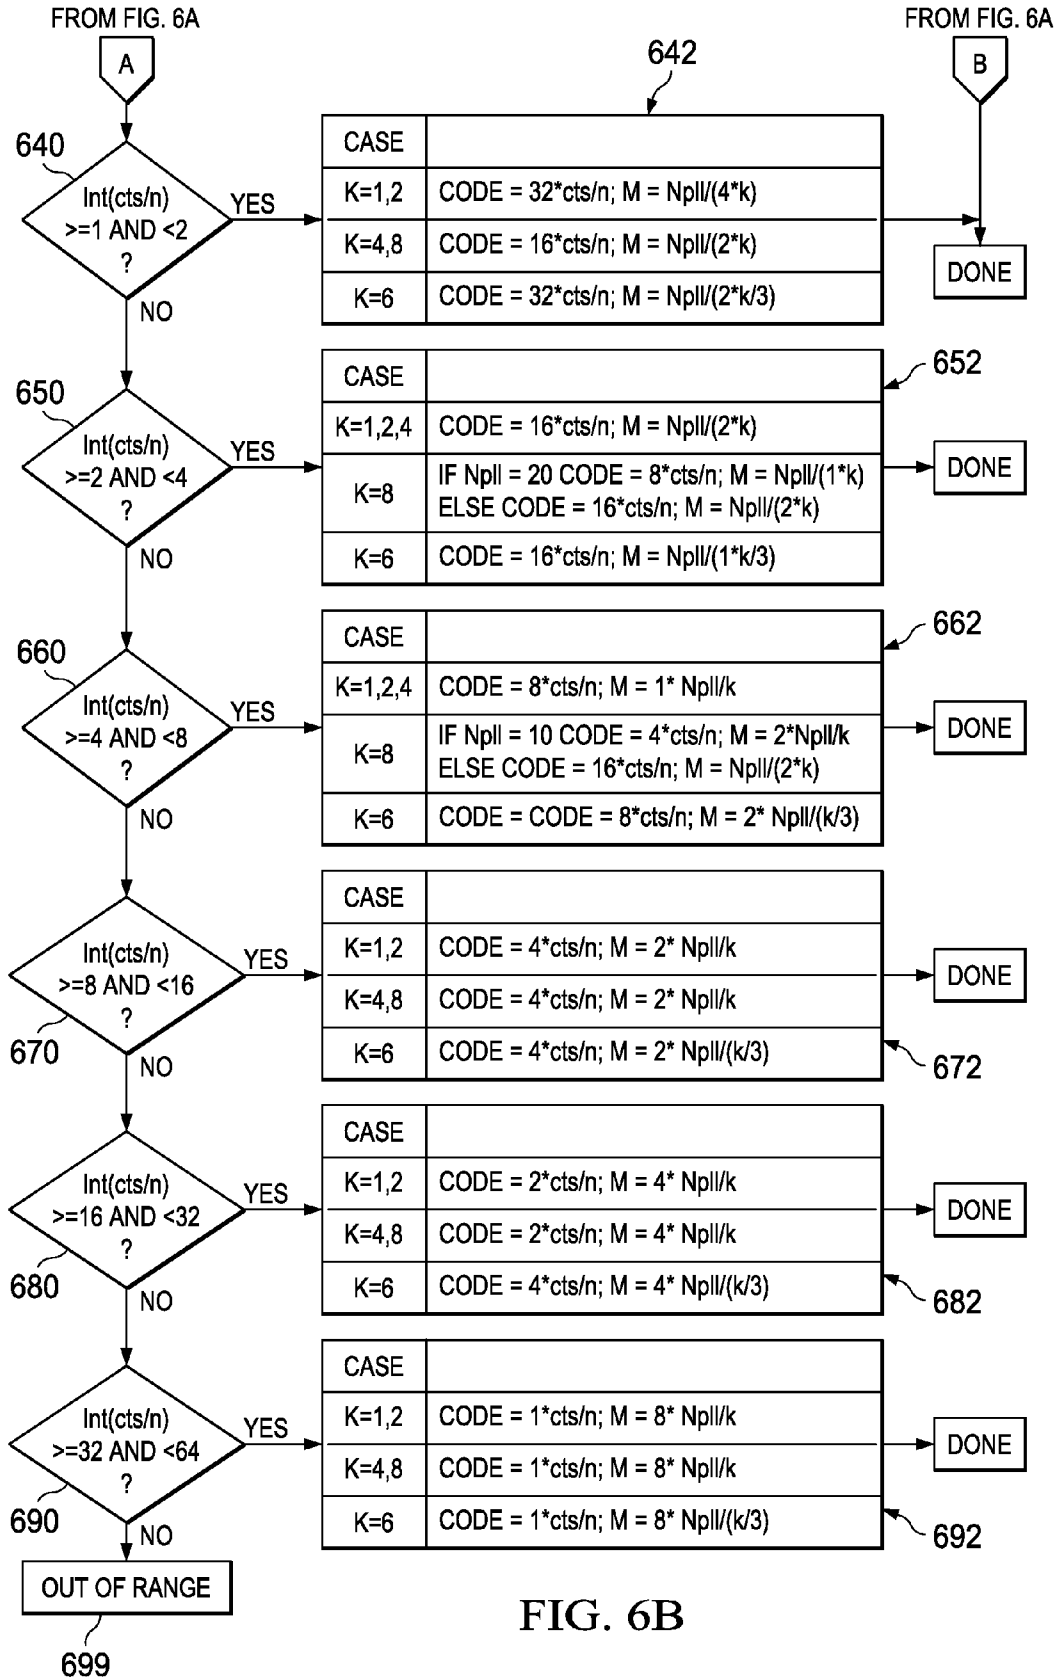 FROM FIG. 6A
FROM FIG. 6A
A
B
642
640
Int(cts/n)
>=1 AND <2
?
YES
NO
CASE
K=1,2 CODE = 32*cts/n; M = Npll/(4*k)
K=4,8 CODE = 16*cts/n; M = Npll/(2*k)
K=6 CODE = 32*cts/n; M = Npll/(2*k/3)
DONE
650
Int(cts/n)
>=2 AND <4
?
YES
NO
652
CASE
K=1,2,4 CODE = 16*cts/n; M = Npll/(2*k)
K=8 IF Npll = 20 CODE = 8*cts/n; M = Npll/(1*k)
ELSE CODE = 16*cts/n; M = Npll/(2*k)
K=6 CODE = 16*cts/n; M = Npll/(1*k/3)
DONE
660
Int(cts/n)
>=4 AND <8
?
YES
NO
662
CASE
K=1,2,4 CODE = 8*cts/n; M = 1* Npll/k
K=8 IF Npll = 10 CODE = 4*cts/n; M = 2*Npll/k
ELSE CODE = 16*cts/n; M = Npll/(2*k)
K=6 CODE = CODE = 8*cts/n; M = 2* Npll/(k/3)
DONE
Int(cts/n)
>=8 AND <16
?
670
YES
NO
CASE
K=1,2 CODE = 4*cts/n; M = 2* Npll/k
K=4,8 CODE = 4*cts/n; M = 2* Npll/k
K=6 CODE = 4*cts/n; M = 2* Npll/(k/3)
672
DONE
Int(cts/n)
>=16 AND <32
?
680
YES
NO
CASE
K=1,2 CODE = 2*cts/n; M = 4* Npll/k
K=4,8 CODE = 2*cts/n; M = 4* Npll/k
K=6 CODE = 4*cts/n; M = 4* Npll/(k/3)
682
DONE
Int(cts/n)
>=32 AND <64
?
690
YES
NO
CASE
K=1,2 CODE = 1*cts/n; M = 8* Npll/k
K=4,8 CODE = 1*cts/n; M = 8* Npll/k
K=6 CODE = 1*cts/n; M = 8* Npll/(k/3)
692
DONE
OUT OF RANGE
699
FIG. 6B